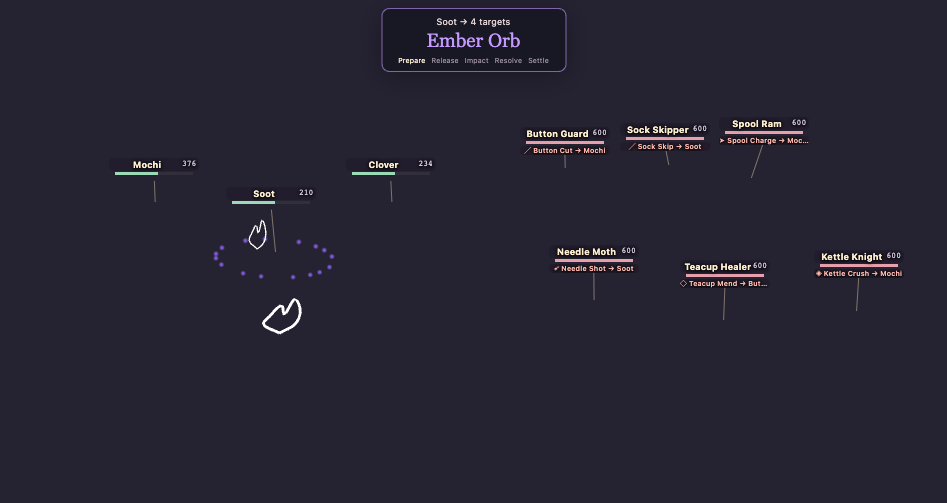 Soot → 4 targets
Ember Orb
Prepare Release Impact Resolve Settle
Spool Ram 600
➤ Spool Charge → Moc…
Sock Skipper 600
⟋ Sock Skip → Soot
Button Guard 600
⟋ Button Cut → Mochi
Mochi 376
Clover 234
Soot 210
Needle Moth 600
➶ Needle Shot → Soot
Kettle Knight 600
◈ Kettle Crush → Mochi
Teacup Healer 600
◇ Teacup Mend → But…